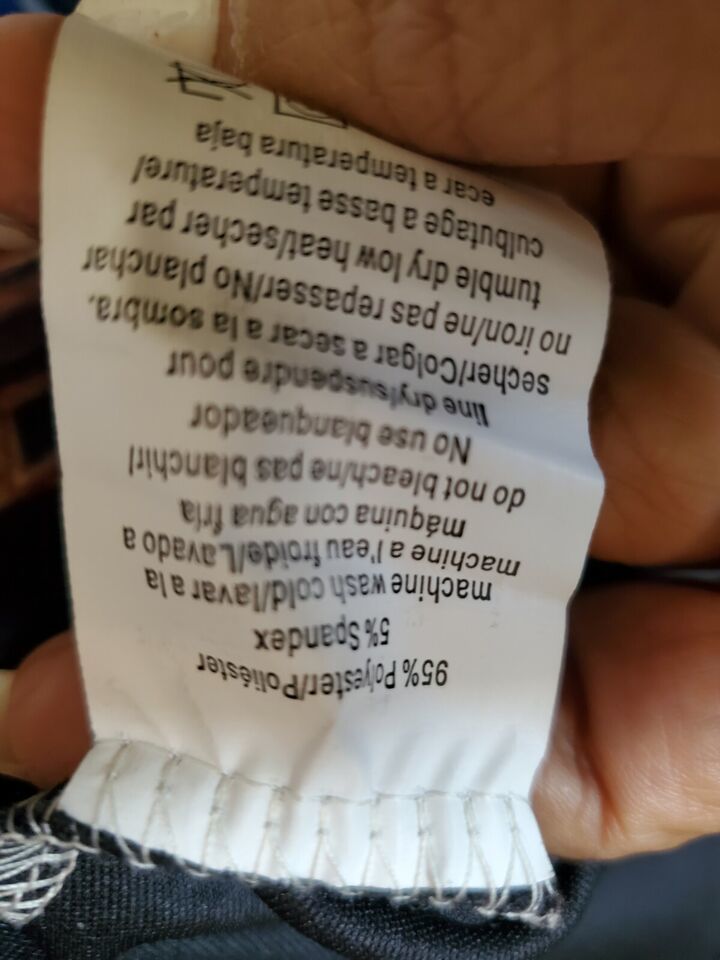 95% Polyester/Poliéster
5% Spandex
machine wash cold/lavar a la
machine a l'eau froide/Lavado a
máquina con agua fría
do not bleach/ne pas blanchir/
No use blanqueador
line dry/suspendre pour
secher/Colgar a secar a la sombra.
no iron/ne pas repasser/No planchar
tumble dry low heat/secher par
culbutage a basse temperature/
ecar a temperatura baja